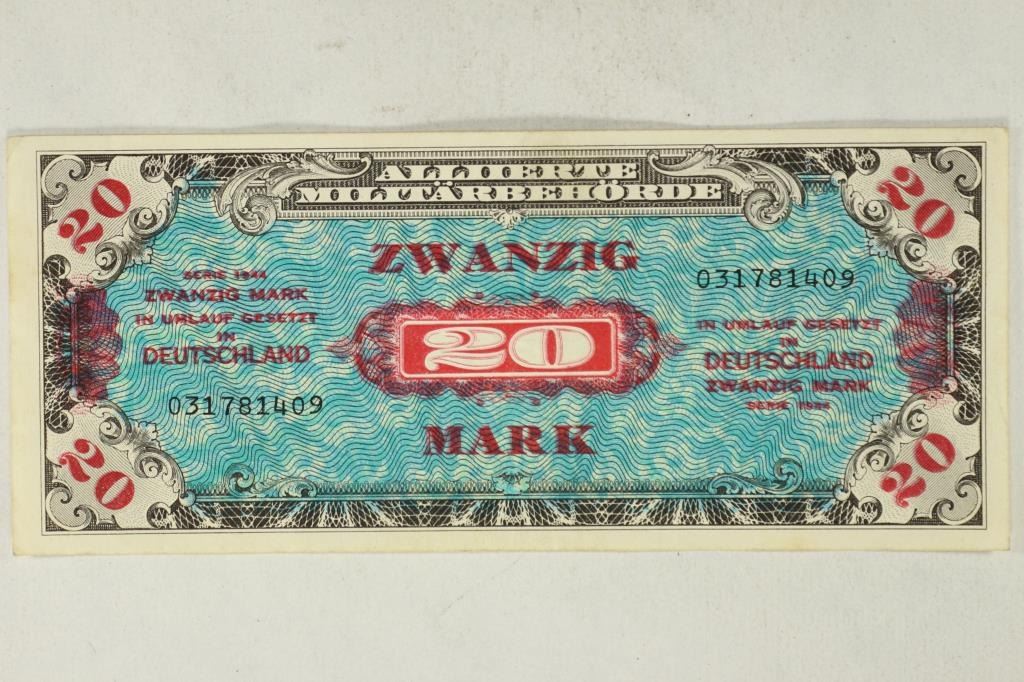 20
20
ALLIIERTE
MILITÄRBEHÖRDE
ZWANZIG
20
MARK
SERIE 1944
ZWANZIG MARK
IN UMLAUF GESETZT
IN
DEUTSCHLAND
031781409
031781409
IN UMLAUF GESETZT
IN
DEUTSCHLAND
ZWANZIG MARK
SERIE 1944
20
20